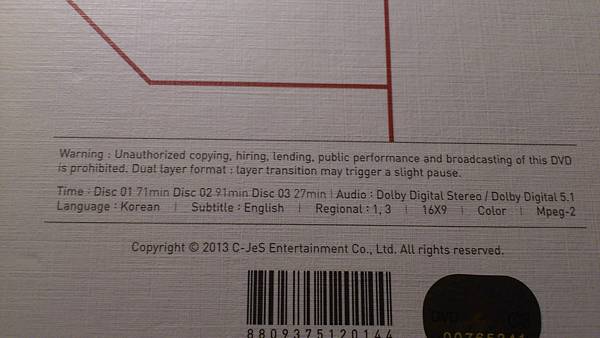 Warning : Unauthorized copying, hiring, lending, public performance and broadcasting of this DVD
is prohibited. Dual layer format : layer transition may trigger a slight pause.
Time : Disc 01 71min Disc 02 91min Disc 03 27min | Audio : Dolby Digital Stereo / Dolby Digital 5.1
Language : Korean | Subtitle : English | Regional : 1, 3 | 16X9 | Color | Mpeg-2
Copyright © 2013 C-JeS Entertainment Co., Ltd. All rights reserved.
8809375120144
DVD